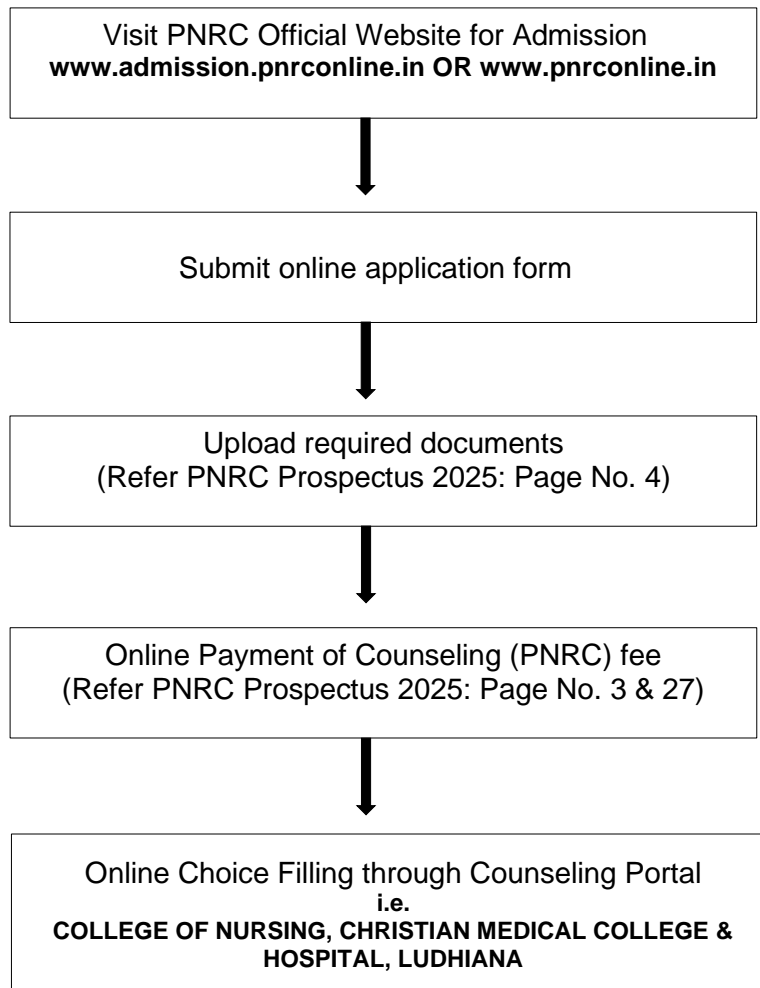 Visit PNRC Official Website for Admission
www.admission.pnrconline.in OR www.pnrconline.in
Submit online application form
Upload required documents
(Refer PNRC Prospectus 2025: Page No. 4)
Online Payment of Counseling (PNRC) fee
(Refer PNRC Prospectus 2025: Page No. 3 & 27)
Online Choice Filling through Counseling Portal
i.e.
COLLEGE OF NURSING, CHRISTIAN MEDICAL COLLEGE &
HOSPITAL, LUDHIANA